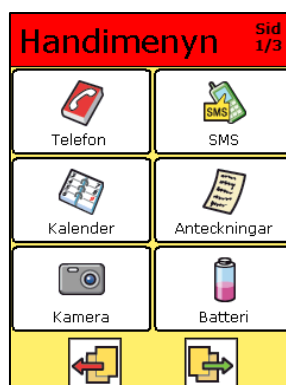 Handimenyn
Sid
1/3
SMS
Telefon
SMS
Kalender
Anteckningar
Kamera
Batteri